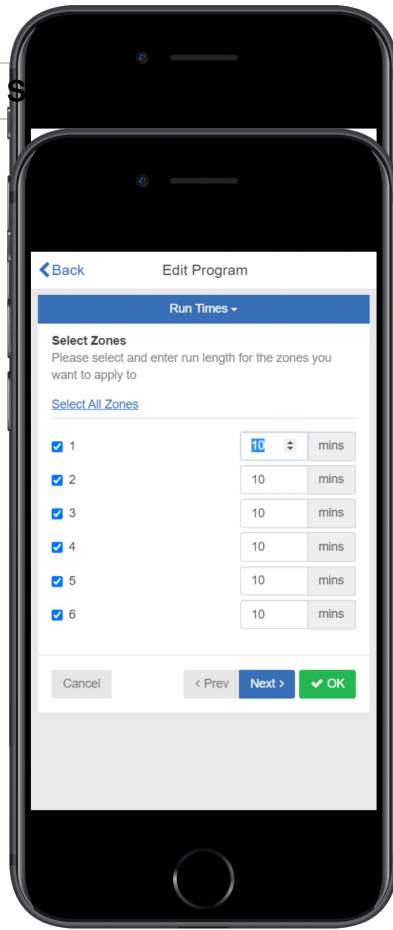 s
Back
Edit Program
Run Times
Select Zones
Please select and enter run length for the zones you
want to apply to
Select All Zones
1 10 mins
2 10 mins
3 10 mins
4 10 mins
5 10 mins
6 10 mins
Cancel < Prev Next > OK